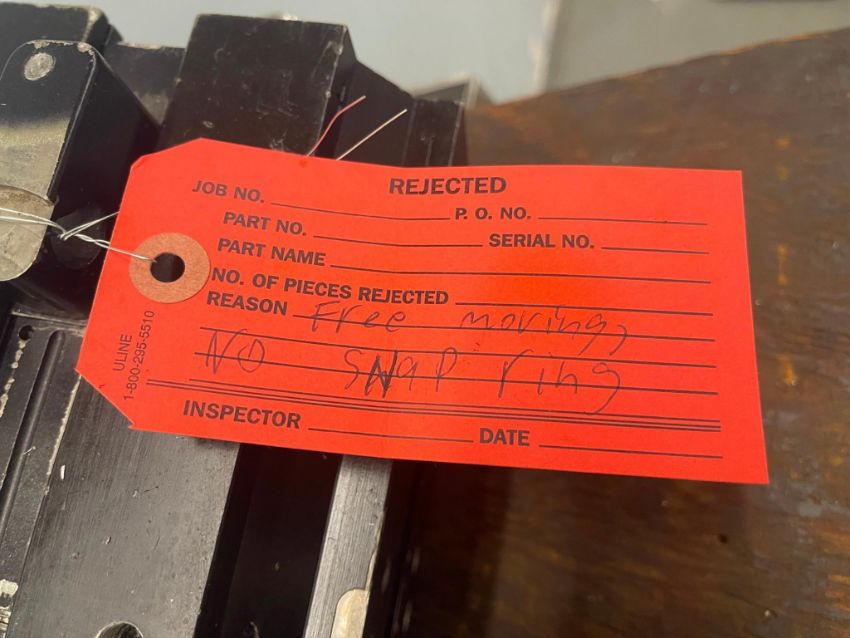 REJECTED
JOB NO.
P. O. NO.
PART NO.
SERIAL NO.
PART NAME
NO. OF PIECES REJECTED
REASON Free moving,
NO SNAP ring
INSPECTOR
DATE
ULINE
1-800-295-5510